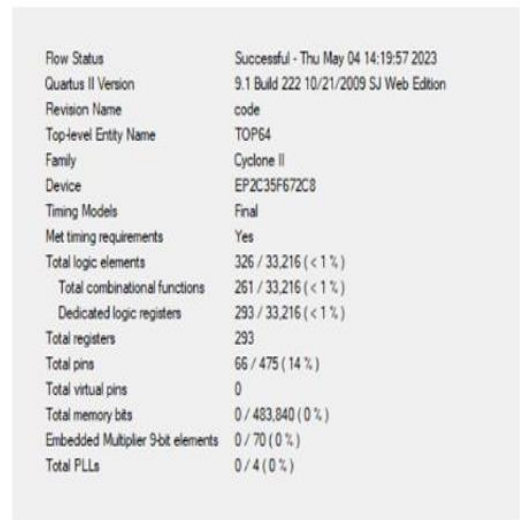 Flow Status Successful - Thu May 04 14:19:57 2023
Quartus II Version 9.1 Build 222 10/21/2009 SJ Web Edition
Revision Name code
Top-level Entity Name TOP64
Family Cyclone II
Device EP2C35F672C8
Timing Models Final
Met timing requirements Yes
Total logic elements 326 / 33,216 ( < 1 % )
Total combinational functions 261 / 33,216 ( < 1 % )
Dedicated logic registers 293 / 33,216 ( < 1 % )
Total registers 293
Total pins 66 / 475 ( 14 % )
Total virtual pins 0
Total memory bits 0 / 483,840 ( 0 % )
Embedded Multiplier 9-bit elements 0 / 70 ( 0 % )
Total PLLs 0 / 4 ( 0 % )